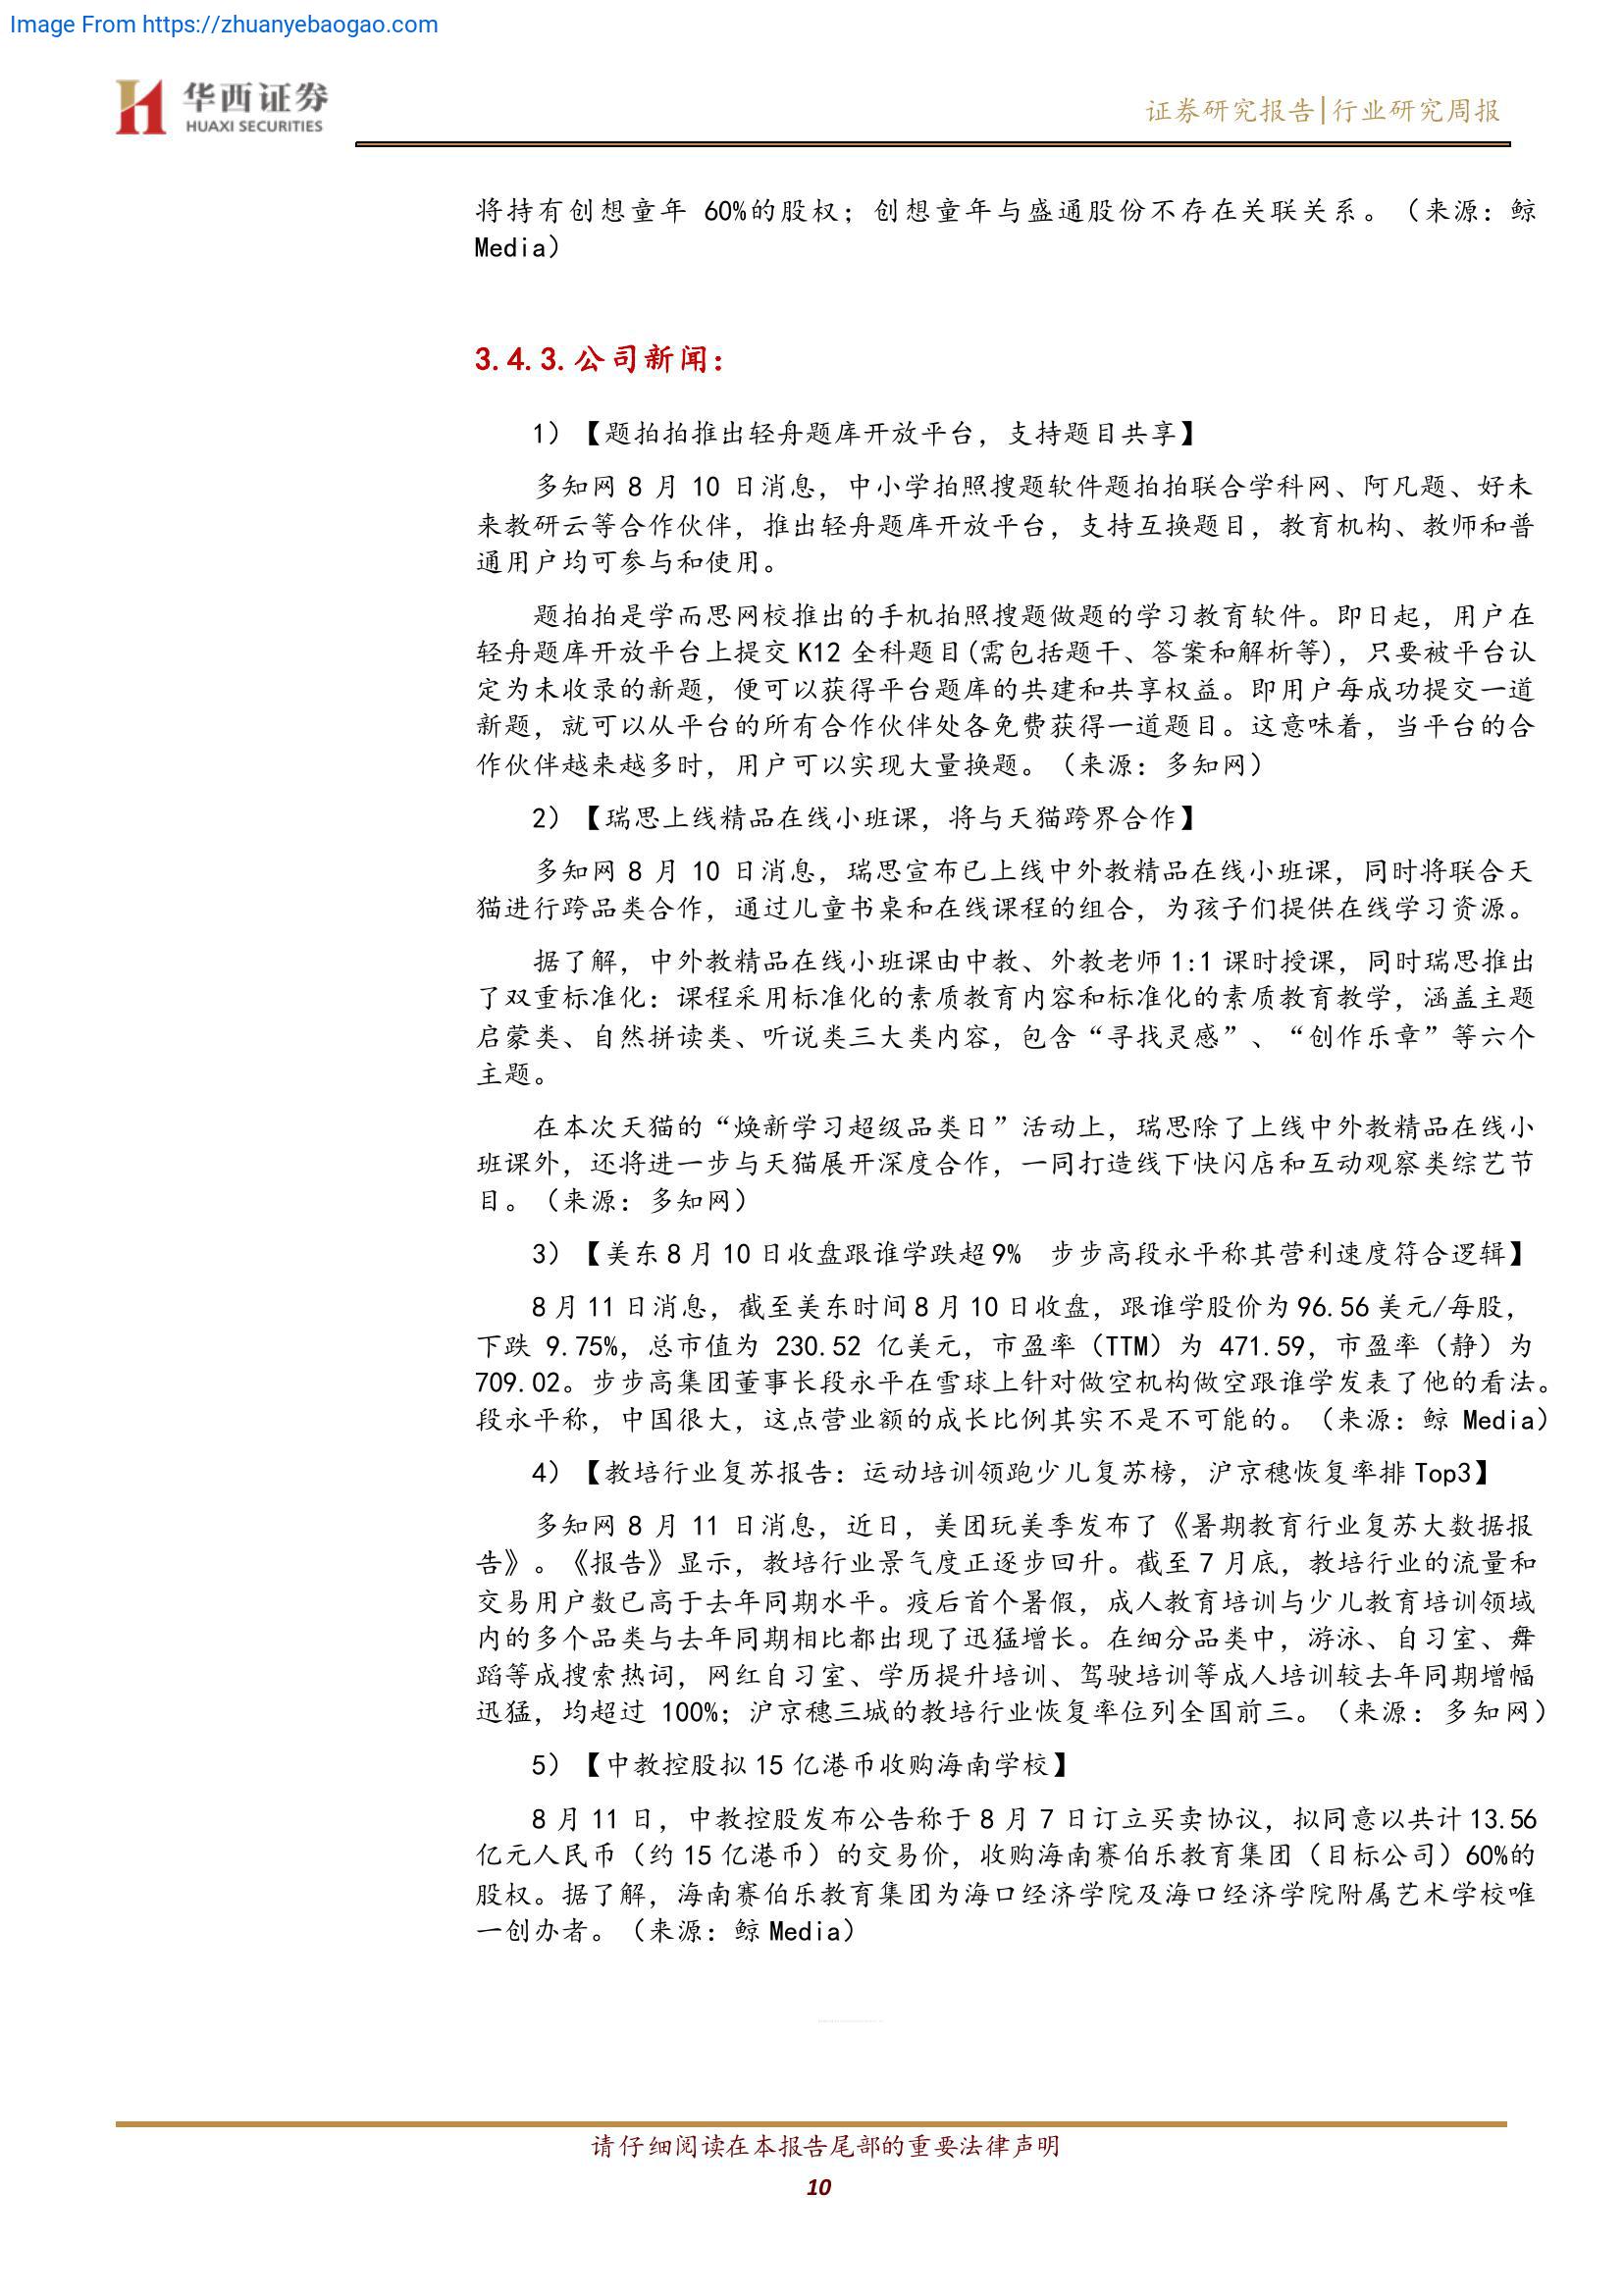 Image From https://zhuanyebaogao.com
华西证券
HUAXI SECURITIES
证券研究报告|行业研究周报
将持有创想童年 60%的股权；创想童年与盛通股份不存在关联关系。（来源：鲸
Media）
3.4.3.公司新闻：
1）【题拍拍推出轻舟题库开放平台，支持题目共享】
多知网 8 月 10 日消息，中小学拍照搜题软件题拍拍联合学科网、阿凡题、好未
来教研云等合作伙伴，推出轻舟题库开放平台，支持互换题目，教育机构、教师和普
通用户均可参与和使用。
题拍拍是学而思网校推出的手机拍照搜题做题的学习教育软件。即日起，用户在
轻舟题库开放平台上提交 K12 全科题目(需包括题干、答案和解析等)，只要被平台认
定为未收录的新题，便可以获得平台题库的共建和共享权益。即用户每成功提交一道
新题，就可以从平台的所有合作伙伴处各免费获得一道题目。这意味着，当平台的合
作伙伴越来越多时，用户可以实现大量换题。（来源：多知网）
2）【瑞思上线精品在线小班课，将与天猫跨界合作】
多知网 8 月 10 日消息，瑞思宣布已上线中外教精品在线小班课，同时将联合天
猫进行跨品类合作，通过儿童书桌和在线课程的组合，为孩子们提供在线学习资源。
据了解，中外教精品在线小班课由中教、外教老师 1:1 课时授课，同时瑞思推出
了双重标准化：课程采用标准化的素质教育内容和标准化的素质教育教学，涵盖主题
启蒙类、自然拼读类、听说类三大类内容，包含“寻找灵感”、“创作乐章”等六个
主题。
在本次天猫的“焕新学习超级品类日”活动上，瑞思除了上线中外教精品在线小
班课外，还将进一步与天猫展开深度合作，一同打造线下快闪店和互动观察类综艺节
目。（来源：多知网）
3）【美东 8 月 10 日收盘跟谁学跌超 9% 步步高段永平称其营利速度符合逻辑】
8 月 11 日消息，截至美东时间 8 月 10 日收盘，跟谁学股价为 96.56 美元/每股，
下跌 9.75%，总市值为 230.52 亿美元，市盈率（TTM）为 471.59，市盈率（静）为
709.02。步步高集团董事长段永平在雪球上针对做空机构做空跟谁学发表了他的看法。
段永平称，中国很大，这点营业额的成长比例其实不是不可能的。（来源：鲸 Media）
4）【教培行业复苏报告：运动培训领跑少儿复苏榜，沪京穗恢复率排 Top3】
多知网 8 月 11 日消息，近日，美团玩美季发布了《暑期教育行业复苏大数据报
告》。《报告》显示，教培行业景气度正逐步回升。截至 7 月底，教培行业的流量和
交易用户数已高于去年同期水平。疫后首个暑假，成人教育培训与少儿教育培训领域
内的多个品类与去年同期相比都出现了迅猛增长。在细分品类中，游泳、自习室、舞
蹈等成搜索热词，网红自习室、学历提升培训、驾驶培训等成人培训较去年同期增幅
迅猛，均超过 100%；沪京穗三城的教培行业恢复率位列全国前三。（来源：多知网）
5）【中教控股拟 15 亿港币收购海南学校】
8 月 11 日，中教控股发布公告称于 8 月 7 日订立买卖协议，拟同意以共计 13.56
亿元人民币（约 15 亿港币）的交易价，收购海南赛伯乐教育集团（目标公司）60%的
股权。据了解，海南赛伯乐教育集团为海口经济学院及海口经济学院附属艺术学校唯
一创办者。（来源：鲸 Media）
请仔细阅读在本报告尾部的重要法律声明
10